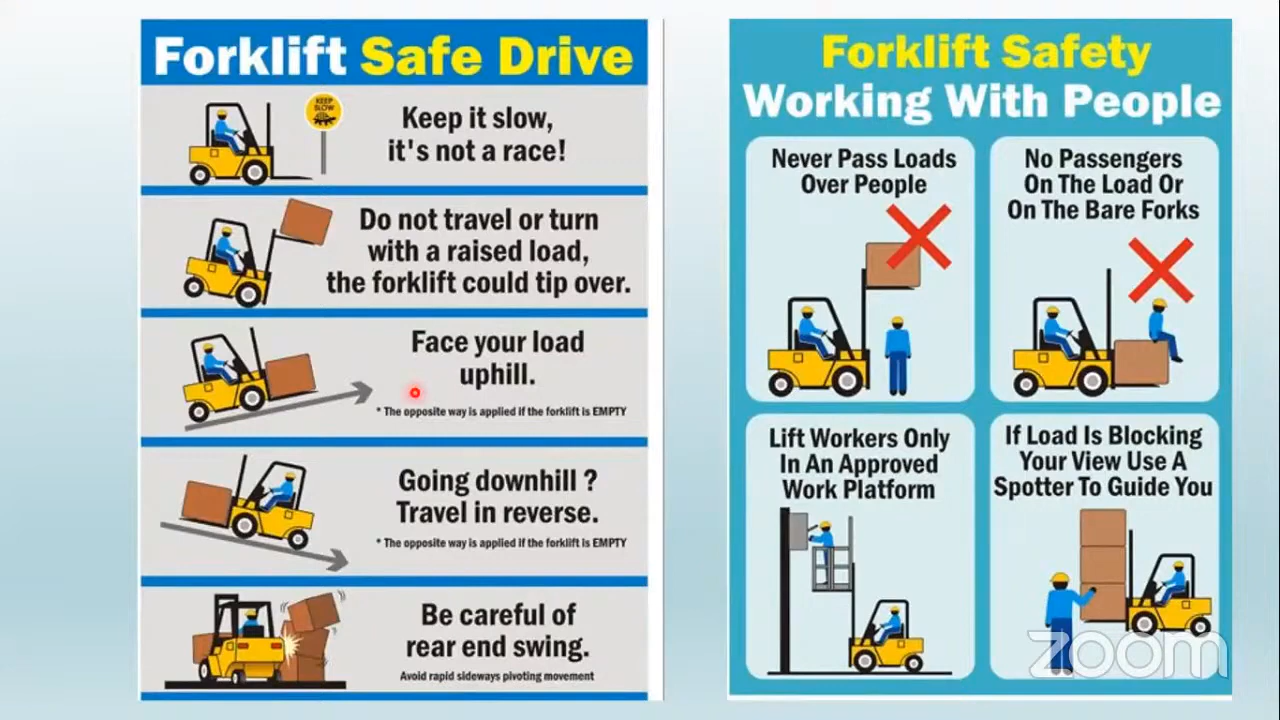 Forklift Safe Drive
KEEP
SLOW
Keep it slow,
it's not a race!
Do not travel or turn
with a raised load,
the forklift could tip over.
Face your load
uphill.
* The opposite way is applied if the forklift is EMPTY
Going downhill ?
Travel in reverse.
* The opposite way is applied if the forklift is EMPTY
Be careful of
rear end swing.
Avoid rapid sideways pivoting movement
Forklift Safety
Working With People
Never Pass Loads
Over People
No Passengers
On The Load Or
On The Bare Forks
Lift Workers Only
In An Approved
Work Platform
If Load Is Blocking
Your View Use A
Spotter To Guide You
zoom